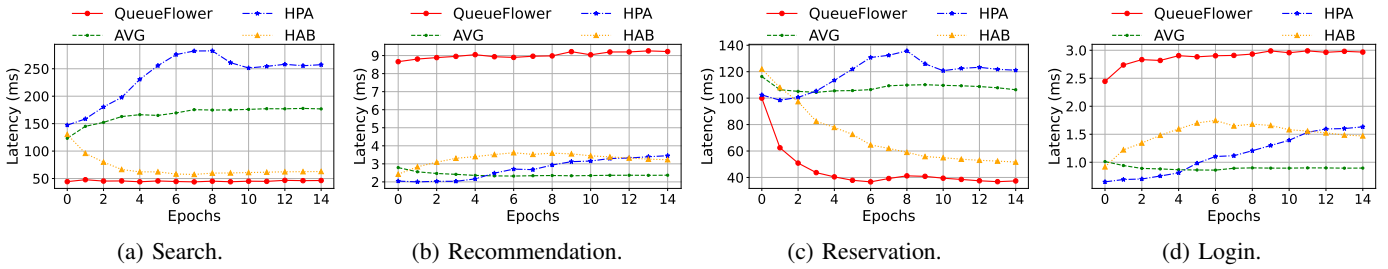 QueueFlower HPA
AVG HAB
Latency (ms)
250
200
150
100
50
0 2 4 6 8 10 12 14
Epochs
(a) Search.
QueueFlower HPA
AVG HAB
Latency (ms)
9
8
7
6
5
4
3
2
0 2 4 6 8 10 12 14
Epochs
(b) Recommendation.
QueueFlower HPA
AVG HAB
Latency (ms)
140
120
100
80
60
40
0 2 4 6 8 10 12 14
Epochs
(c) Reservation.
QueueFlower HPA
AVG HAB
Latency (ms)
3.0
2.5
2.0
1.5
1.0
0 2 4 6 8 10 12 14
Epochs
(d) Login.